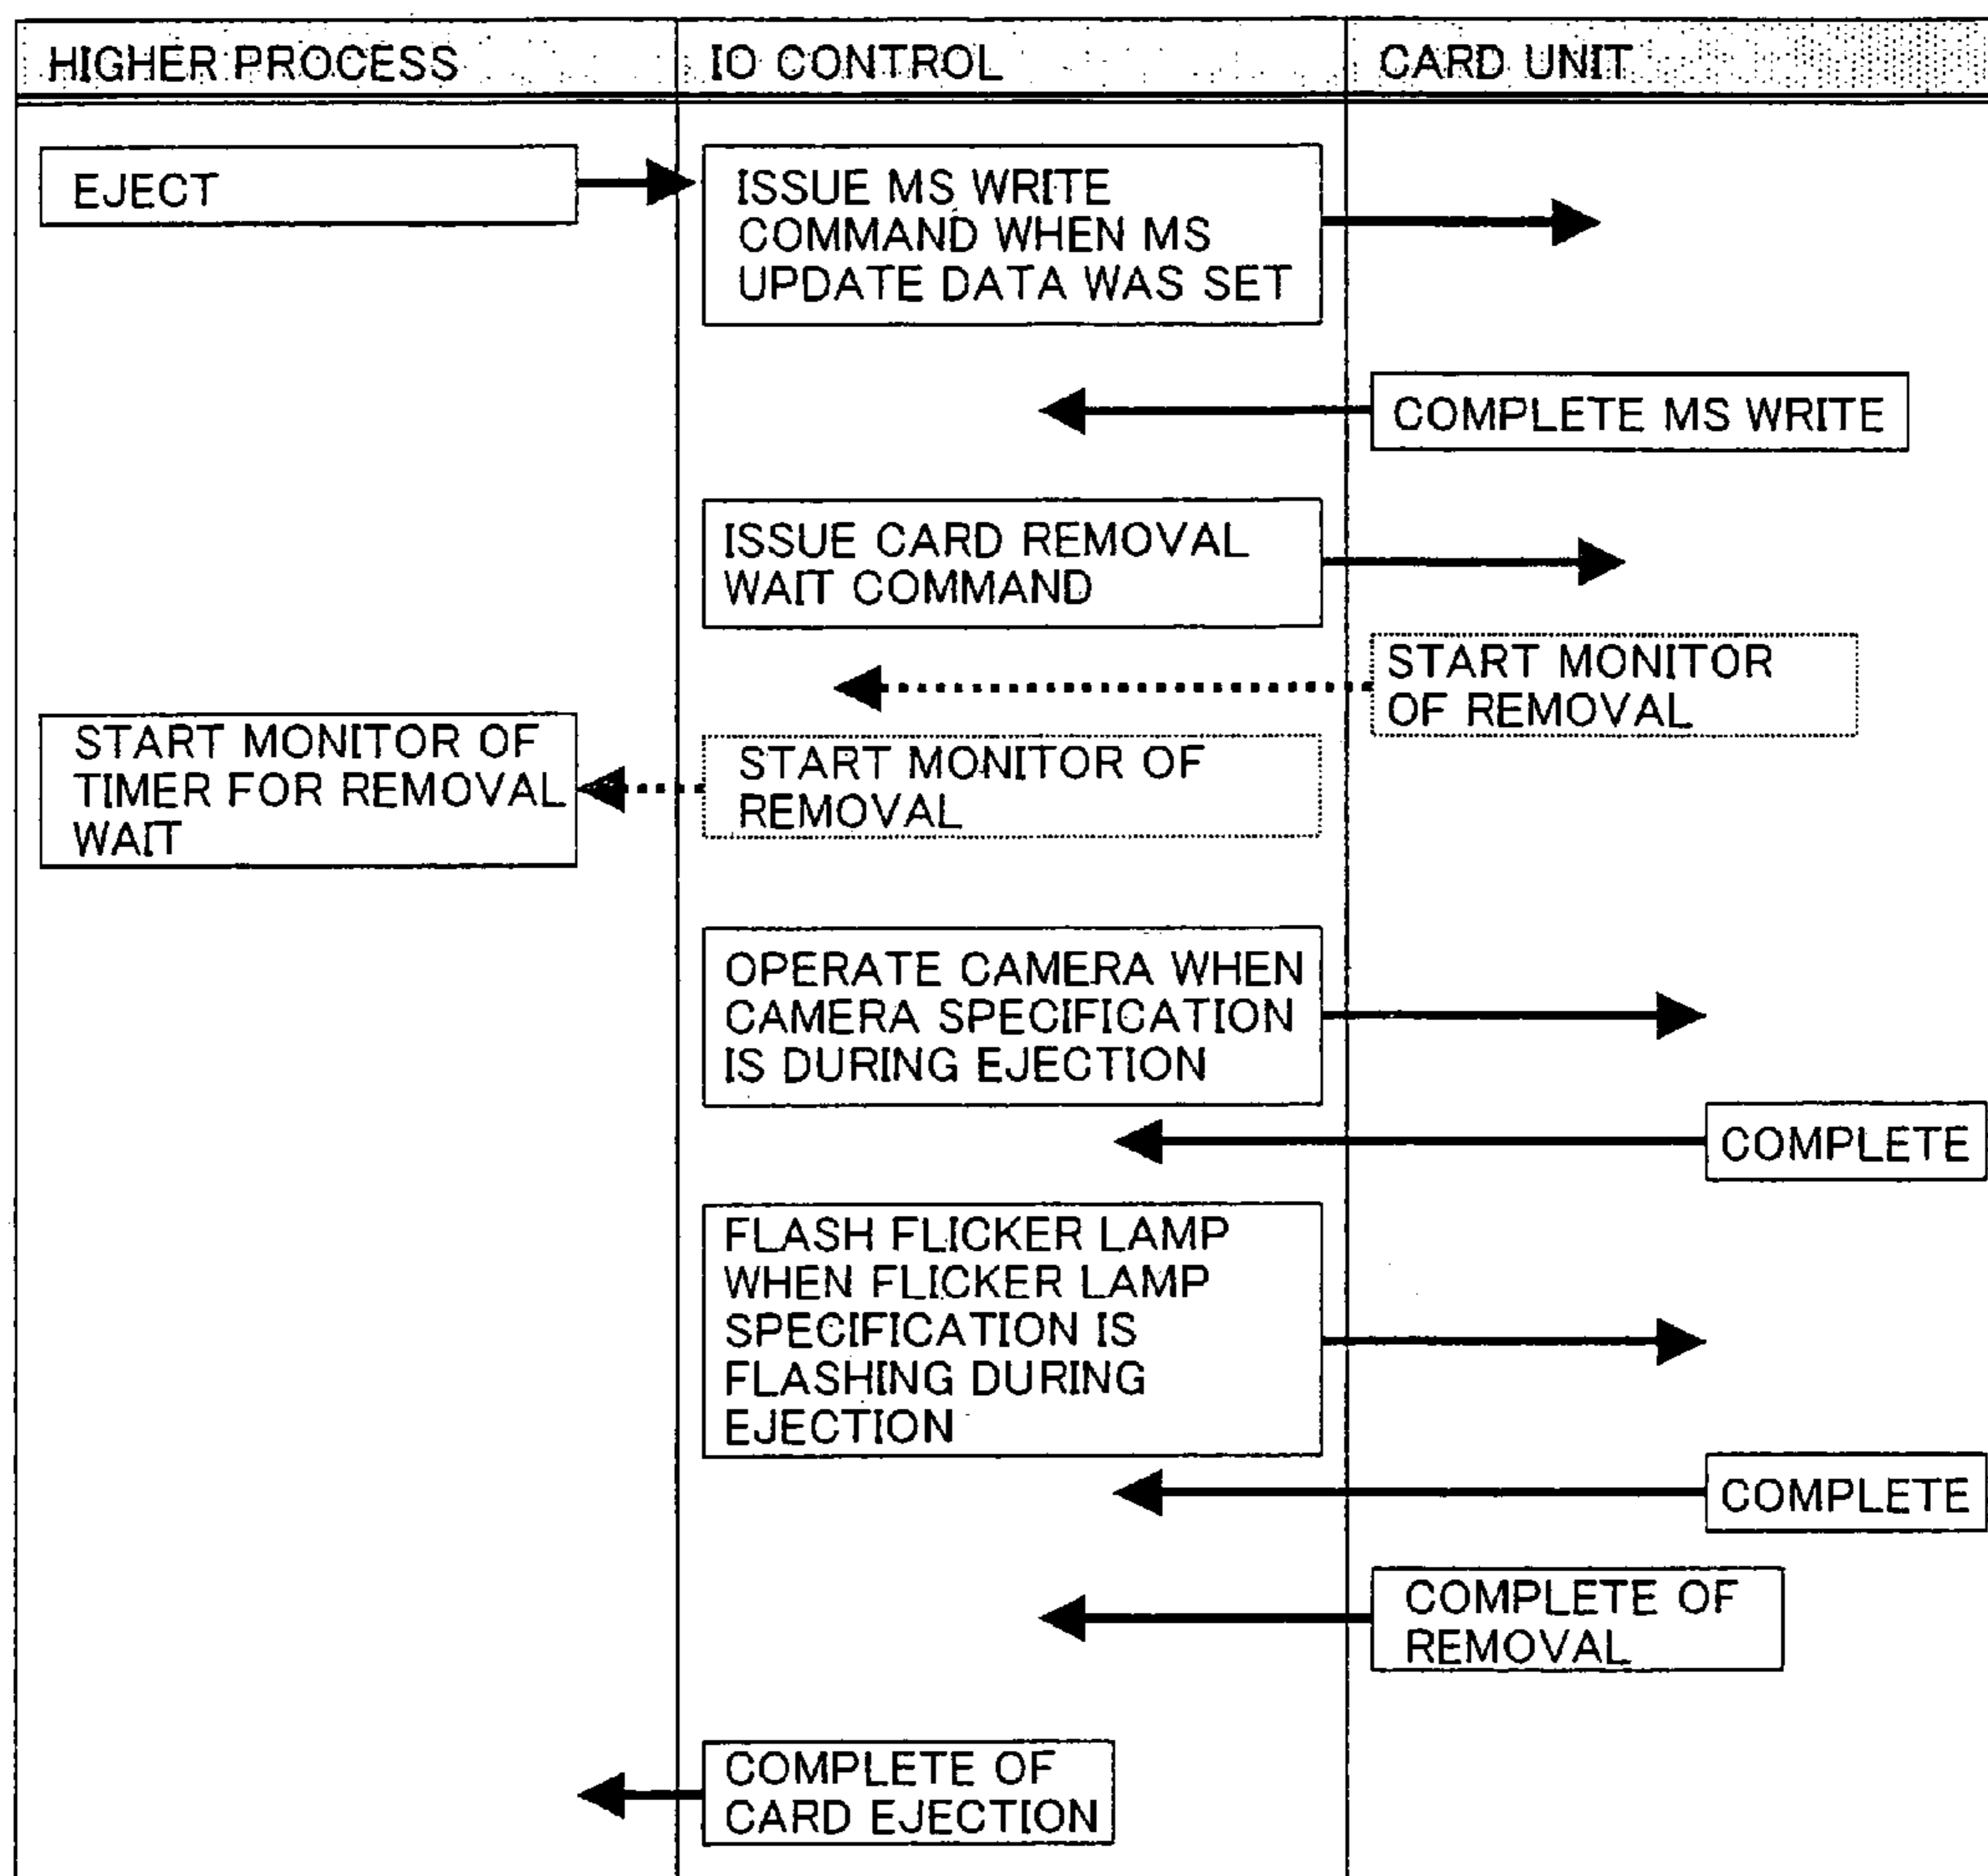 HIGHER PROCESS
IO CONTROL
CARD UNIT
EJECT
ISSUE MS WRITE
COMMAND WHEN MS
UPDATE DATA WAS SET
COMPLETE MS WRITE
ISSUE CARD REMOVAL
WAIT COMMAND
START MONITOR
OF REMOVAL
START MONITOR OF
REMOVAL
START MONITOR OF
TIMER FOR REMOVAL
WAIT
OPERATE CAMERA WHEN
CAMERA SPECIFICATION
IS DURING EJECTION
COMPLETE
FLASH FLICKER LAMP
WHEN FLICKER LAMP
SPECIFICATION IS
FLASHING DURING
EJECTION
COMPLETE
COMPLETE OF
REMOVAL
COMPLETE OF
CARD EJECTION